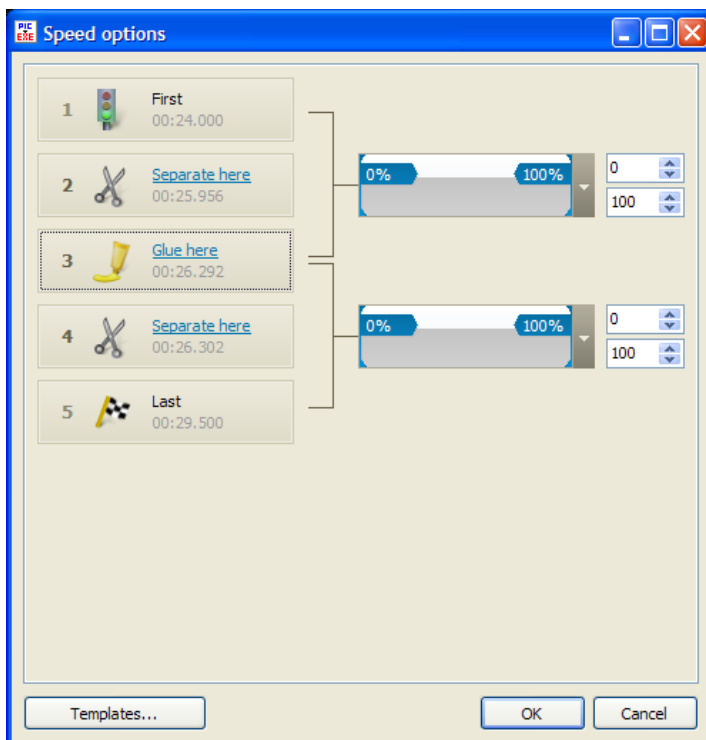 PIC
EXE
Speed options
1
First
00:24.000
2
Separate here
00:25.956
3
Glue here
00:26.292
4
Separate here
00:26.302
5
Last
00:29.500
0%
100%
0
100
0%
100%
0
100
Templates...
OK
Cancel